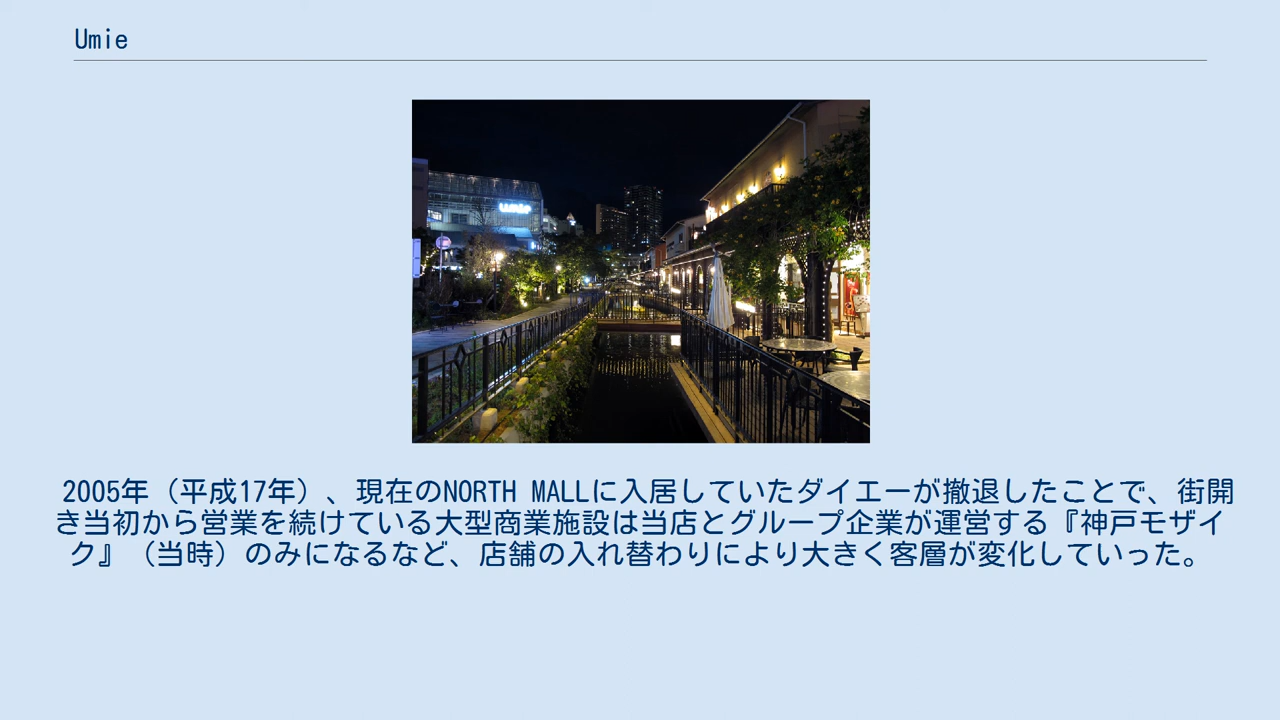 Umie
umie
2005年（平成17年）、現在のNORTH MALLに入居していたダイエーが撤退したことで、街開
き当初から営業を続けている大型商業施設は当店とグループ企業が運営する『神戸モザイ
ク』（当時）のみになるなど、店舗の入れ替わりにより大きく客層が変化していった。